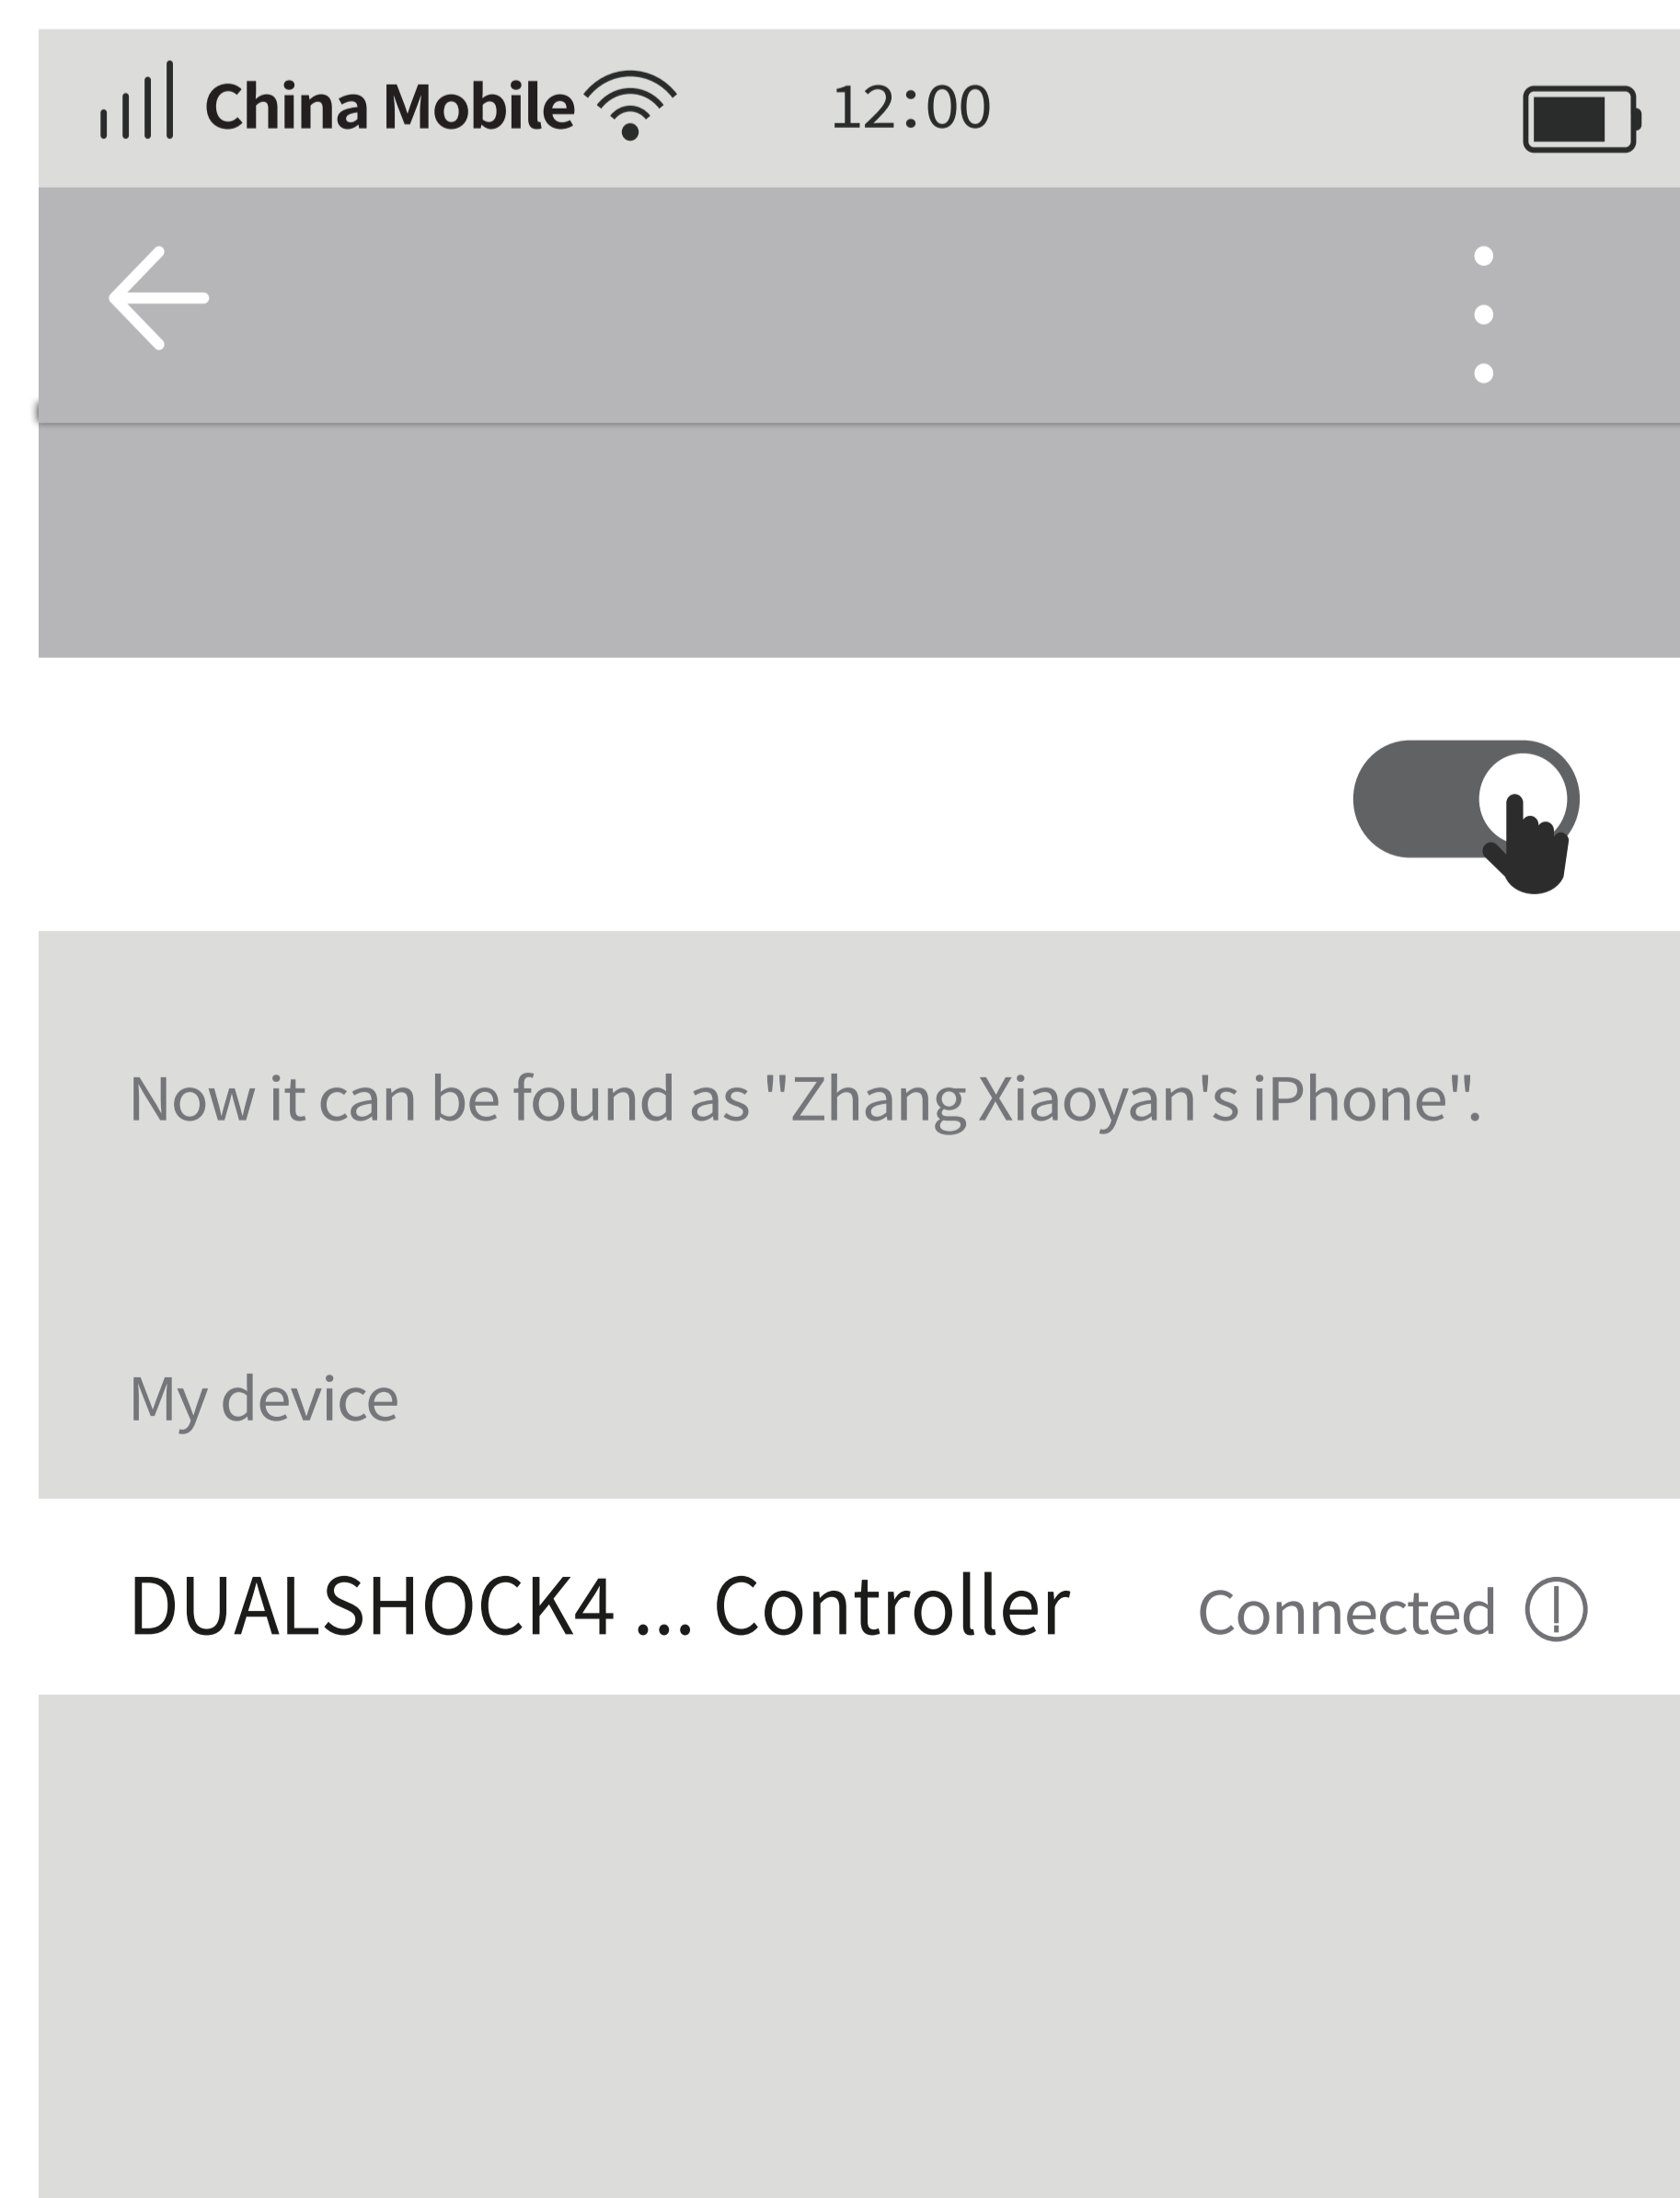 China Mobile 12:00
Now it can be found as "Zhang Xiaoyan's iPhone".
My device
DUALSHOCK4... Controller Connected